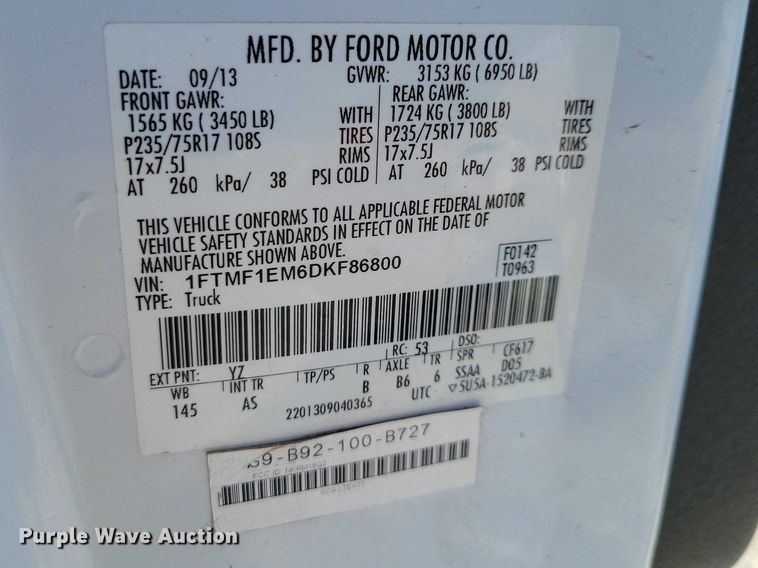 MFD. BY FORD MOTOR CO.
DATE: 09/13 GVWR: 3153 KG ( 6950 LB)
FRONT GAWR: REAR GAWR:
1565 KG ( 3450 LB) WITH 1724 KG ( 3800 LB) WITH
P235/75R17 108S TIRES P235/75R17 108S TIRES
17x7.5J RIMS 17x7.5J RIMS
AT 260 kPa/ 38 PSI COLD AT 260 kPa/ 38 PSI COLD
THIS VEHICLE CONFORMS TO ALL APPLICABLE FEDERAL MOTOR
VEHICLE SAFETY STANDARDS IN EFFECT ON THE DATE OF
MANUFACTURE SHOWN ABOVE.
VIN: 1FTMF1EM6DKF86800 F0142
TYPE: Truck T0963
EXT PNT: YZ RC: 53 DSO: CF617
WB INT TR TP/PS R AXLE TR SPR DOS
145 AS B B6 6 SSAA
2201309040365 UTC 5U5A-1520472-BA
G9-B92-100-B727
FCC ID:
Purple Wave Auction